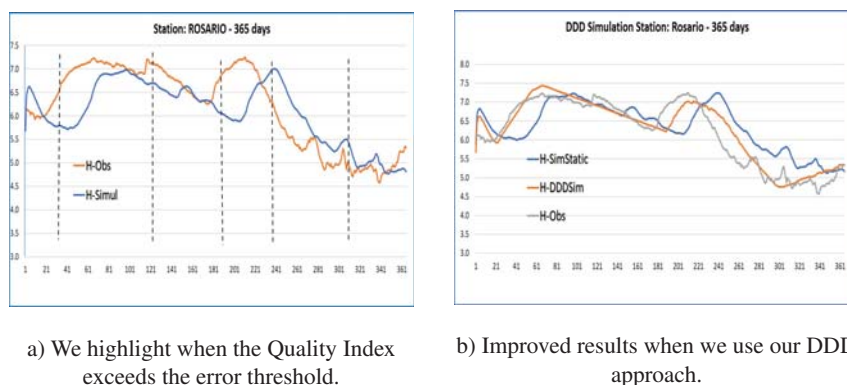 Station: ROSARIO - 365 days
7.5
7.0
6.5
6.0
5.5
5.0
4.5
4.0
3.5
3.0
H-Obs
H-Simul
1 21 41 61 81 101 121 141 161 181 201 221 241 261 281 301 321 341 361
a) We highlight when the Quality Index
exceeds the error threshold.
DDD Simulation Station: Rosario - 365 days
8.0
7.5
7.0
6.5
6.0
5.5
5.0
4.5
4.0
3.5
3.0
H-SimStatic
H-DDDSim
H-Obs
1 21 41 61 81 101 121 141 161 181 201 221 241 261 281 301 321 341 361
b) Improved results when we use our DDD
approach.